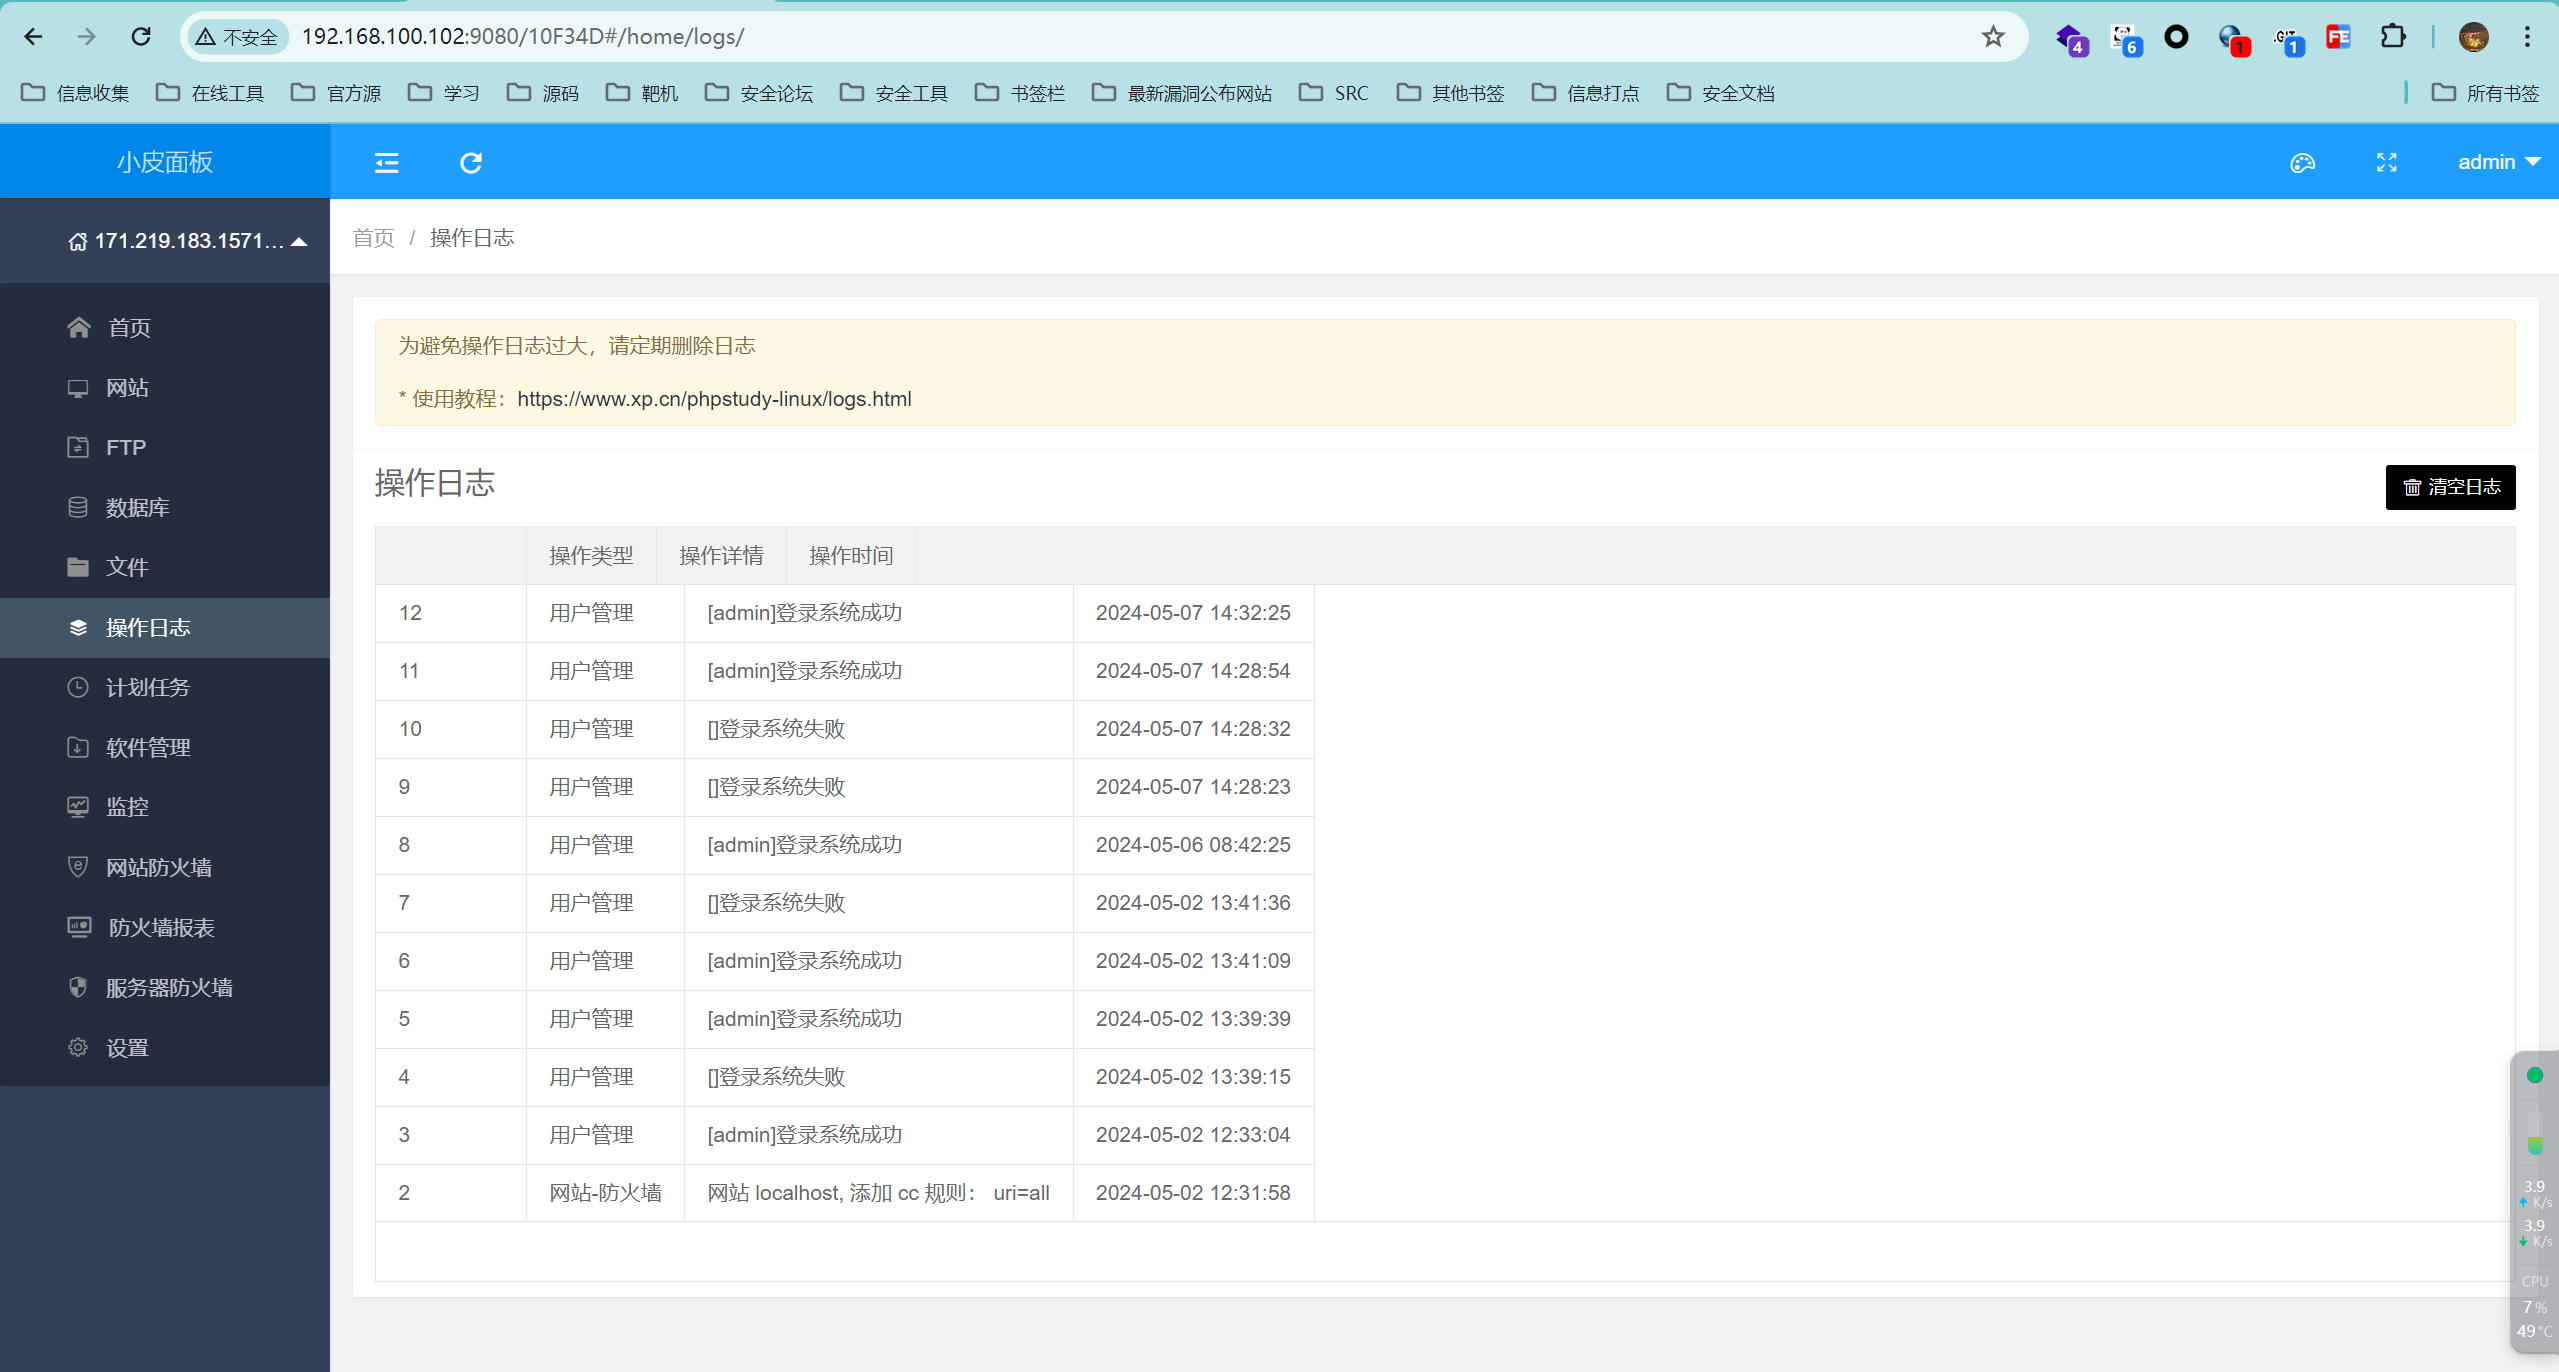 不安全 192.168.100.102:9080/10F34D#/home/logs/
4 6 1 .GIT 1 FE
信息收集 在线工具 官方源 学习 源码 靶机 安全论坛 安全工具 书签栏 最新漏洞公布网站 SRC 其他书签 信息打点 安全文档 所有书签
小皮面板 admin
171.219.183.1571...
首页 / 操作日志
首页
网站
FTP
数据库
文件
操作日志
计划任务
软件管理
监控
网站防火墙
防火墙报表
服务器防火墙
设置
为避免操作日志过大，请定期删除日志
* 使用教程：https://www.xp.cn/phpstudy-linux/logs.html
操作日志 清空日志
操作类型 操作详情 操作时间
12 用户管理 [admin]登录系统成功 2024-05-07 14:32:25
11 用户管理 [admin]登录系统成功 2024-05-07 14:28:54
10 用户管理 []登录系统失败 2024-05-07 14:28:32
9 用户管理 []登录系统失败 2024-05-07 14:28:23
8 用户管理 [admin]登录系统成功 2024-05-06 08:42:25
7 用户管理 []登录系统失败 2024-05-02 13:41:36
6 用户管理 [admin]登录系统成功 2024-05-02 13:41:09
5 用户管理 [admin]登录系统成功 2024-05-02 13:39:39
4 用户管理 []登录系统失败 2024-05-02 13:39:15
3 用户管理 [admin]登录系统成功 2024-05-02 12:33:04
2 网站-防火墙 网站 localhost, 添加 cc 规则： uri=all 2024-05-02 12:31:58
3.9
K/s
3.9
K/s
CPU
7%
49°C